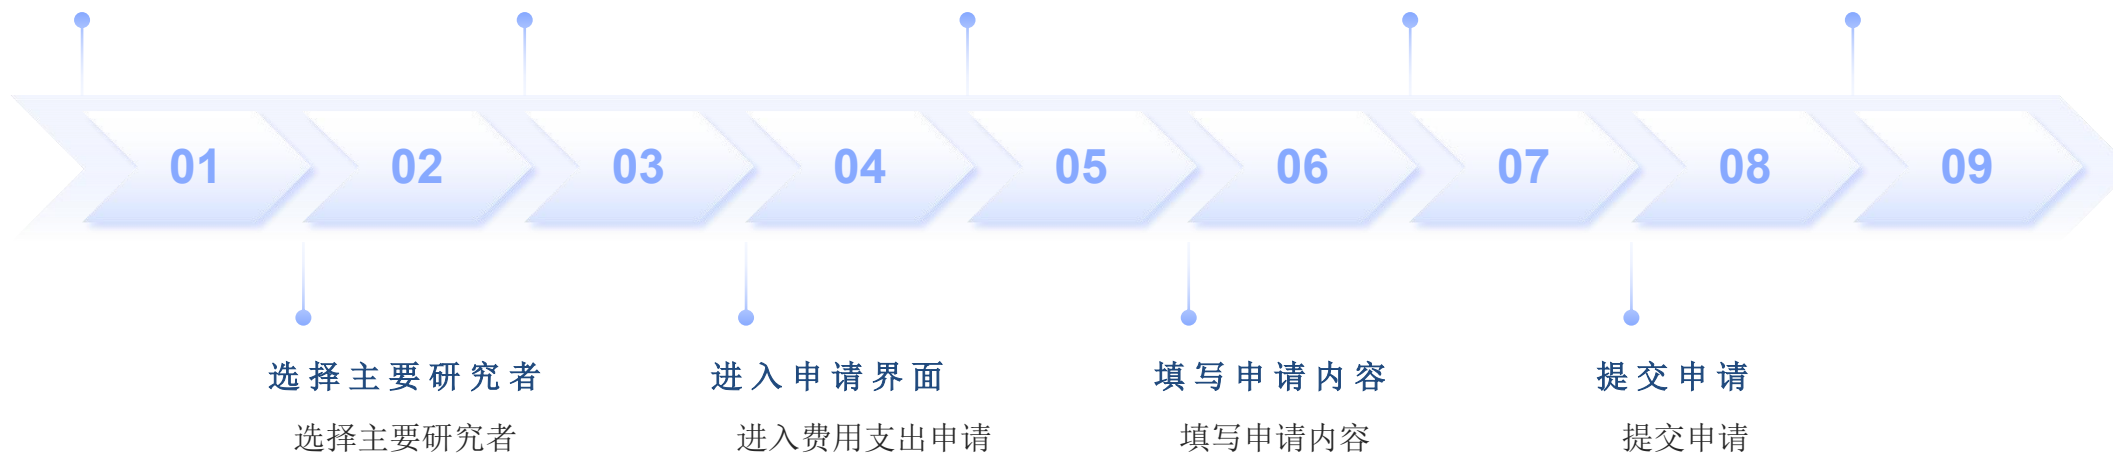 01 02 03 04 05 06 07 08 09
选择主要研究者 进入申请界面 填写申请内容 提交申请
选择主要研究者 进入费用支出申请 填写申请内容 提交申请